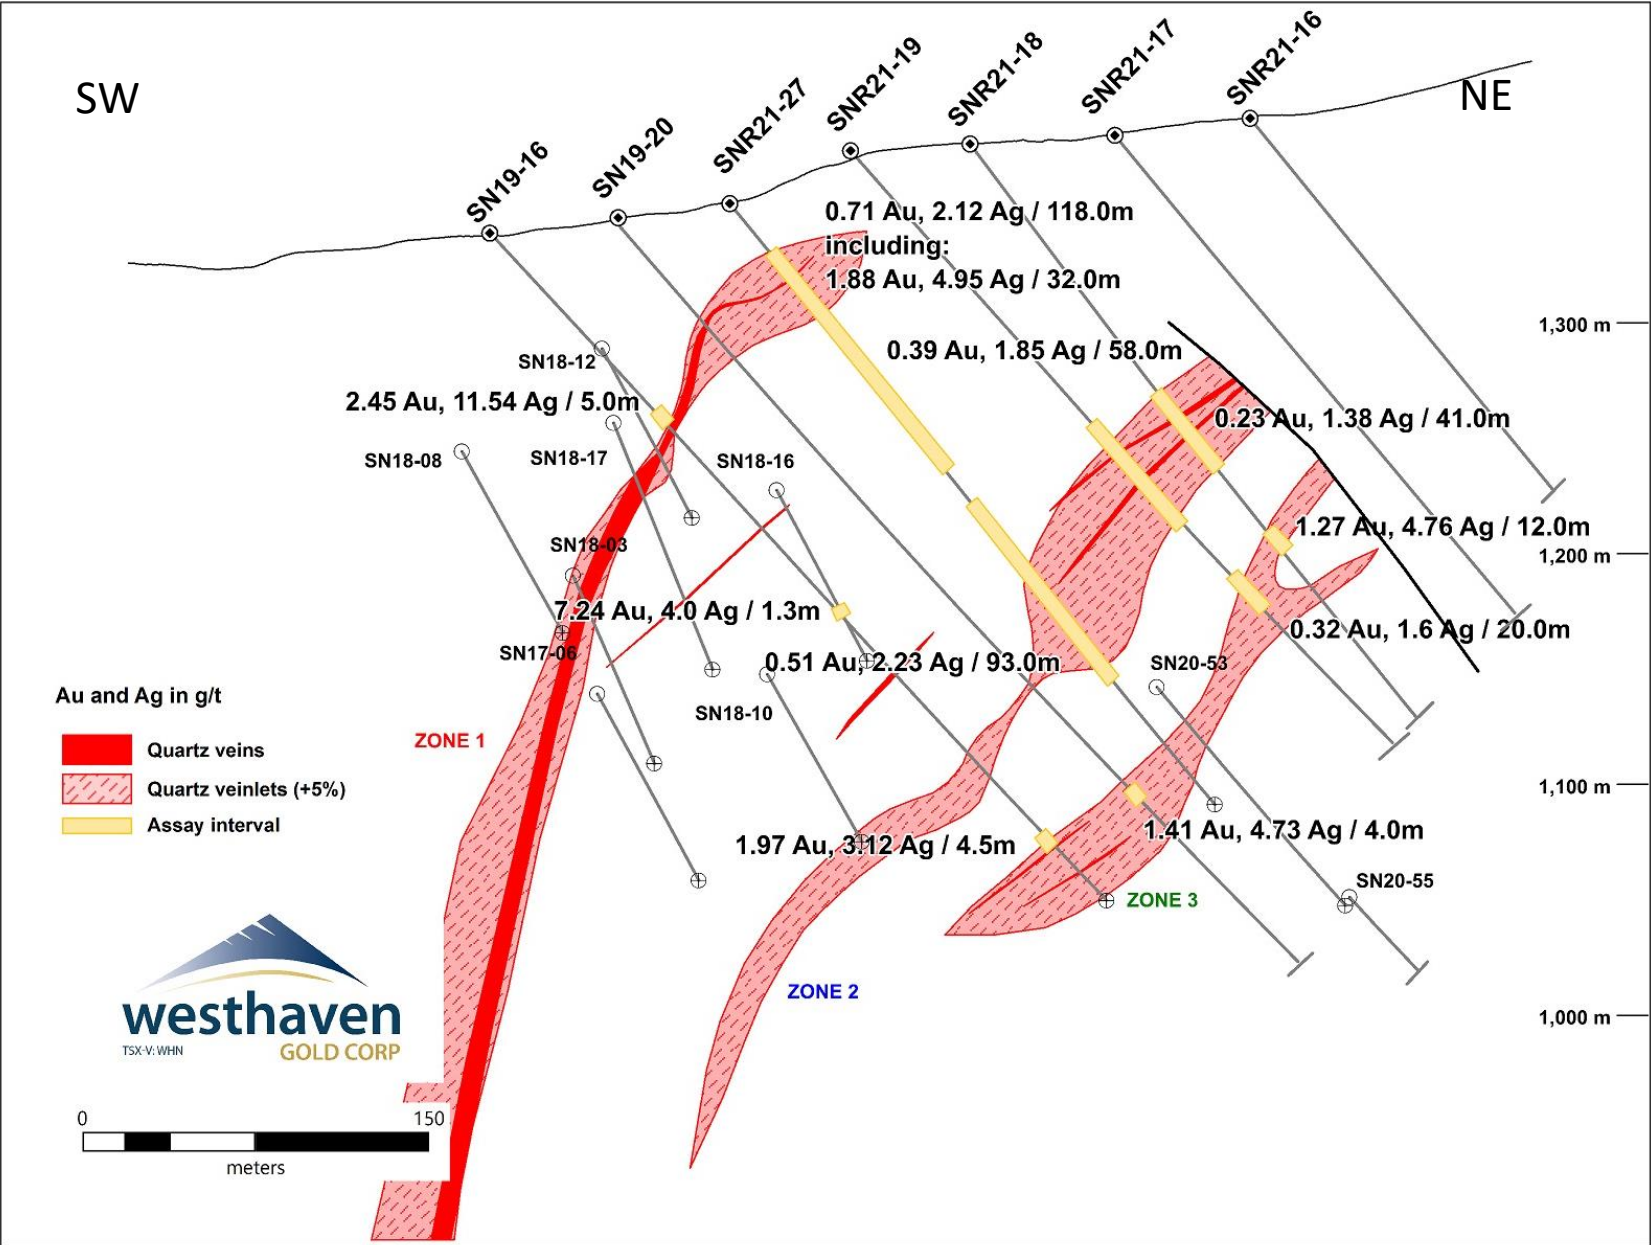 SW
NE
SN19-16
SN19-20
SNR21-27
SNR21-19
SNR21-18
SNR21-17
SNR21-16
0.71 Au, 2.12 Ag / 118.0m
including:
1.88 Au, 4.95 Ag / 32.0m
1,300 m
0.39 Au, 1.85 Ag / 58.0m
SN18-12
2.45 Au, 11.54 Ag / 5.0m
0.23 Au, 1.38 Ag / 41.0m
SN18-08
SN18-17
SN18-16
1.27 Au, 4.76 Ag / 12.0m
SN18-03
1,200 m
7.24 Au, 4.0 Ag / 1.3m
0.32 Au, 1.6 Ag / 20.0m
SN17-06
0.51 Au, 2.23 Ag / 93.0m
SN20-53
Au and Ag in g/t
SN18-10
ZONE 1
Quartz veins
1,100 m
Quartz veinlets (+5%)
Assay interval
1.41 Au, 4.73 Ag / 4.0m
1.97 Au, 3.12 Ag / 4.5m
SN20-55
ZONE 3
ZONE 2
westhaven
TSX-V: WHN
GOLD CORP
1,000 m
0
150
meters